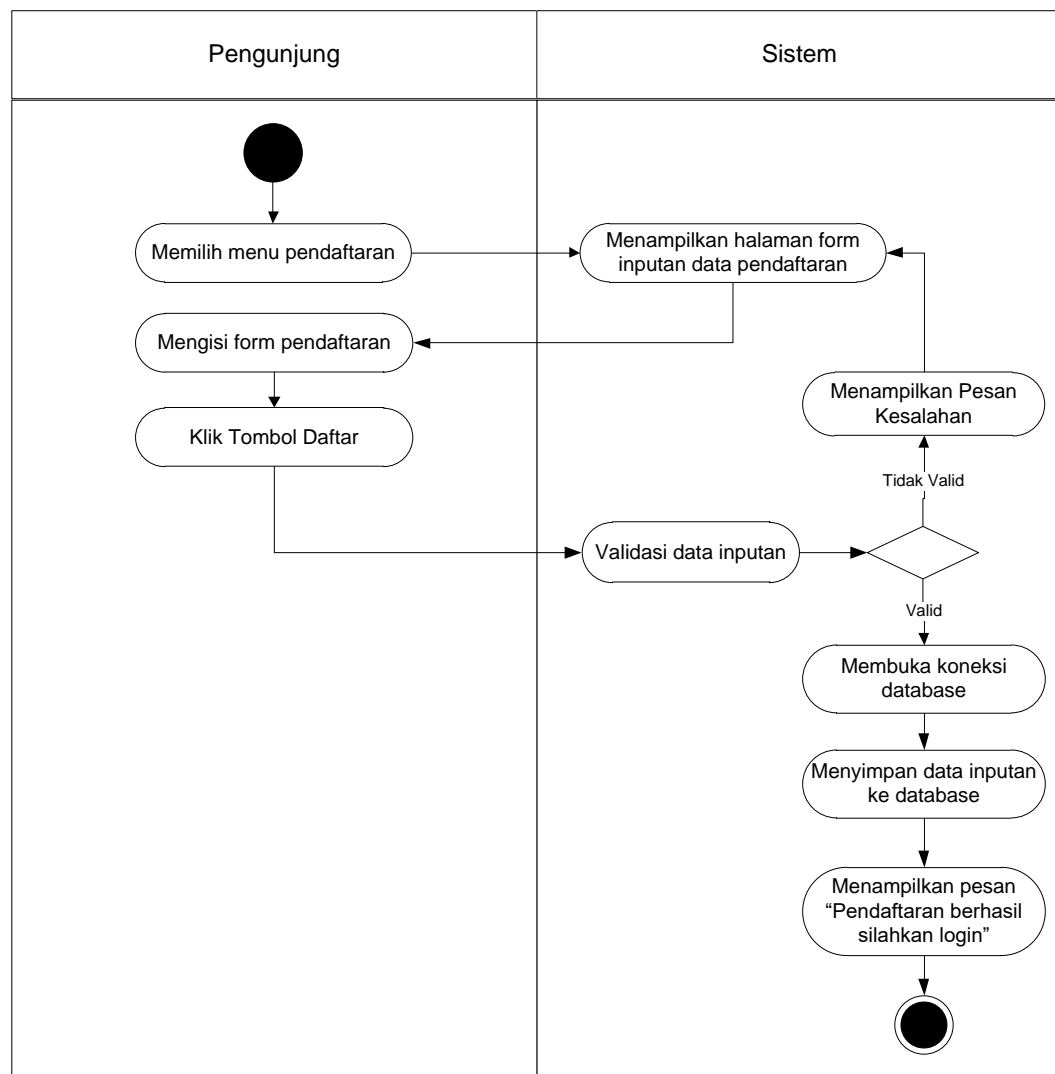 Pengunjung
Sistem
Memilih menu pendaftaran
Menampilkan halaman form
inputan data pendaftaran
Mengisi form pendaftaran
Menampilkan Pesan
Kesalahan
Klik Tombol Daftar
Tidak Valid
Validasi data inputan
Valid
Membuka koneksi
database
Menyimpan data inputan
ke database
Menampilkan pesan
“Pendaftaran berhasil
silahkan login”